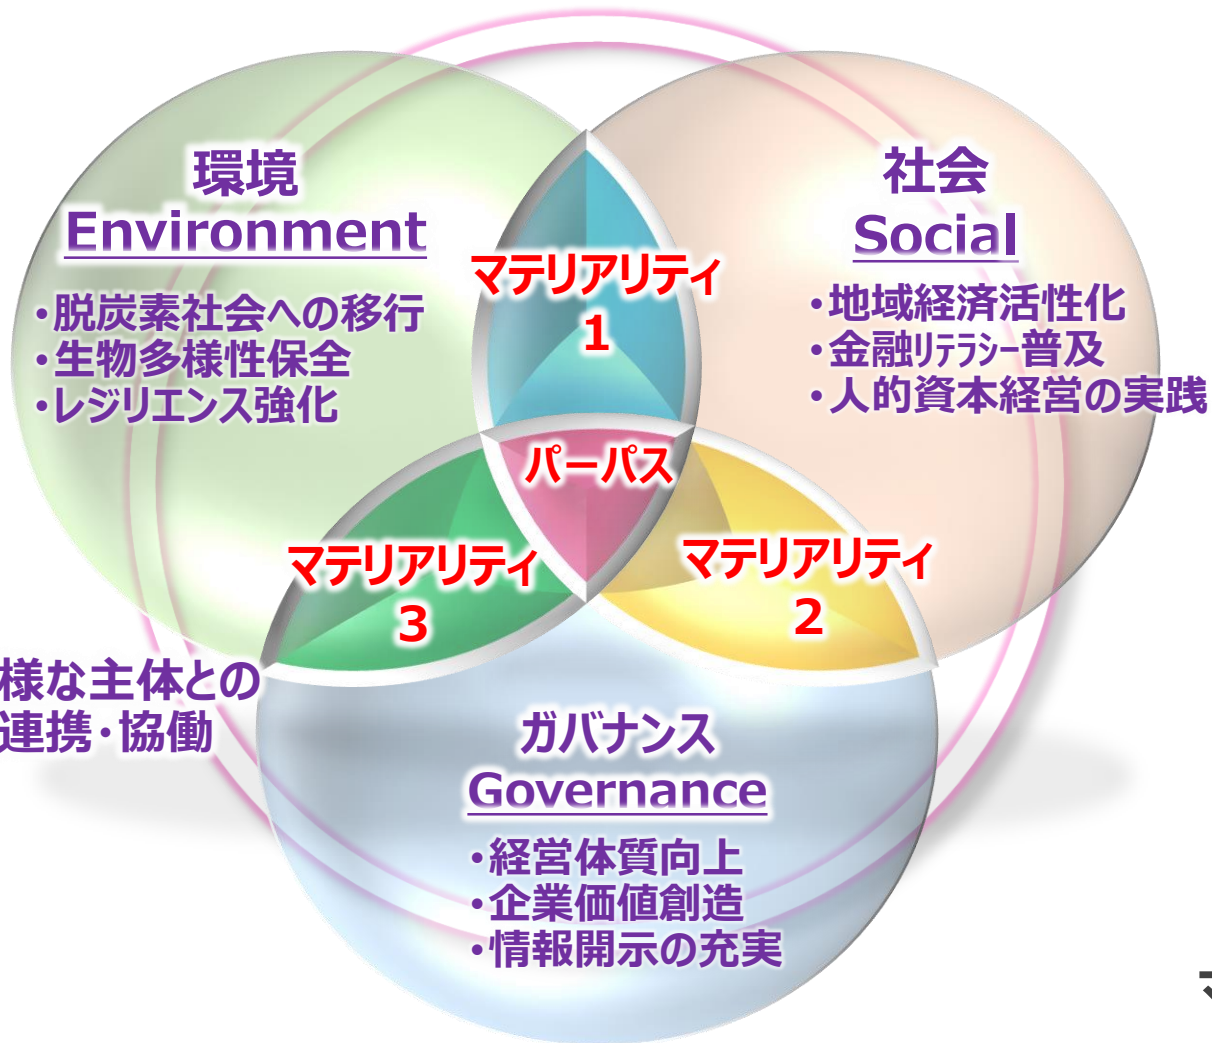 環境
Environment
・脱炭素社会への移行
・生物多様性保全
・レジリエンス強化
社会
Social
・地域経済活性化
・金融ﾘﾃﾗｼｰ普及
・人的資本経営の実践
マテリアリティ
1
パーパス
マテリアリティ
3
マテリアリティ
2
様な主体との
連携・協働
ガバナンス
Governance
・経営体質向上
・企業価値創造
・情報開示の充実